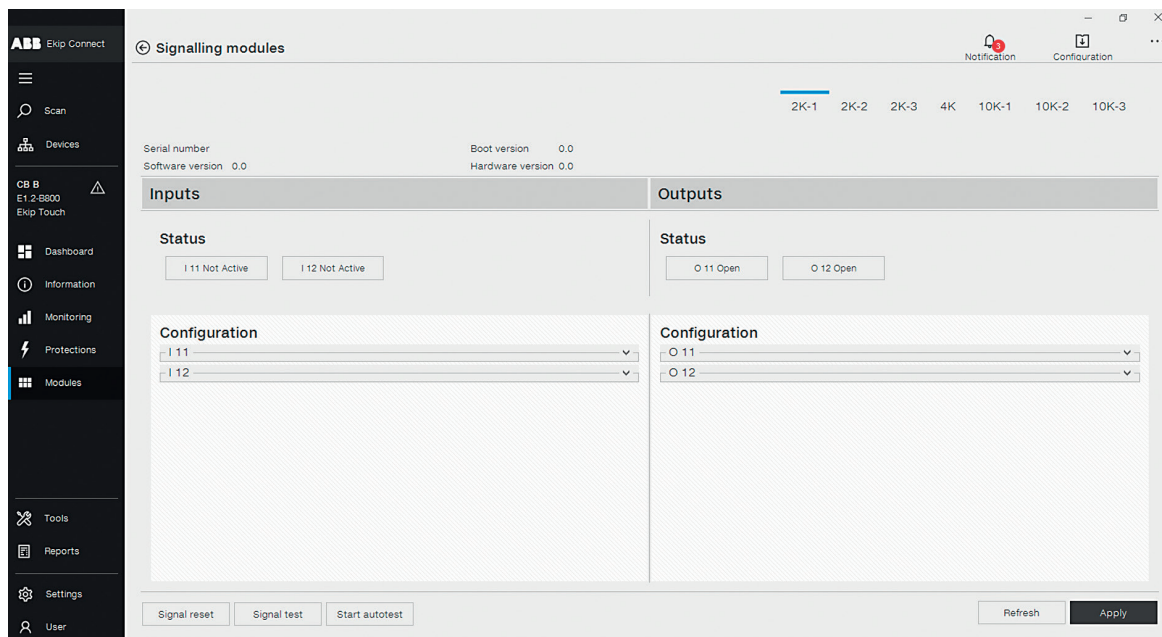 ABB Ekip Connect
Signalling modules
3
Notification
Configuration
Scan
Devices
2K-1 2K-2 2K-3 4K 10K-1 10K-2 10K-3
Serial number
Boot version 0.0
Software version 0.0
Hardware version 0.0
CB B
E1.2-B800
Ekip Touch
Dashboard
Information
Monitoring
Protections
Modules
Tools
Reports
Settings
User
Inputs
Status
I 11 Not Active
I 12 Not Active
Configuration
I 11
I 12
Outputs
Status
O 11 Open
O 12 Open
Configuration
O 11
O 12
Signal reset
Signal test
Start autotest
Refresh
Apply